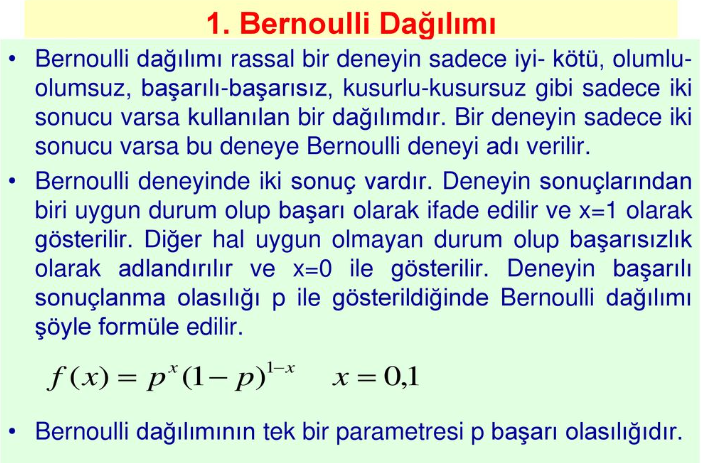 1. Bernoulli Dağılımı
• Bernoulli dağılımı rassal bir deneyin sadece iyi- kötü, olumlu-
olumsuz, başarılı-başarısız, kusurlu-kusursuz gibi sadece iki
sonucu varsa kullanılan bir dağılımdır. Bir deneyin sadece iki
sonucu varsa bu deneye Bernoulli deneyi adı verilir.
• Bernoulli deneyinde iki sonuç vardır. Deneyin sonuçlarından
biri uygun durum olup başarı olarak ifade edilir ve x=1 olarak
gösterilir. Diğer hal uygun olmayan durum olup başarısızlık
olarak adlandırılır ve x=0 ile gösterilir. Deneyin başarılı
sonuçlanma olasılığı p ile gösterildiğinde Bernoulli dağılımı
şöyle formüle edilir.
f(x) = pˣ(1− p)¹⁻ˣ x = 0,1
• Bernoulli dağılımının tek bir parametresi p başarı olasılığıdır.